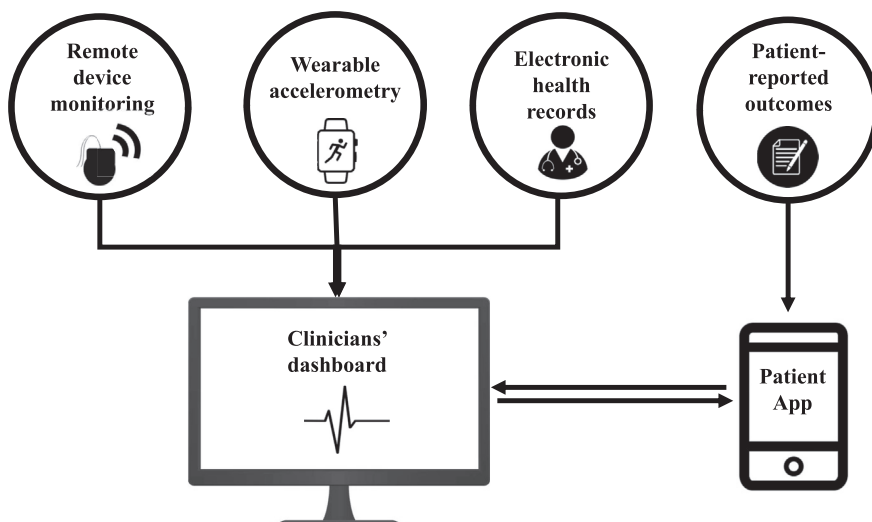 Remote
device
monitoring
Wearable
accelerometry
Electronic
health
records
Patient-
reported
outcomes
Clinicians’
dashboard
Patient
App